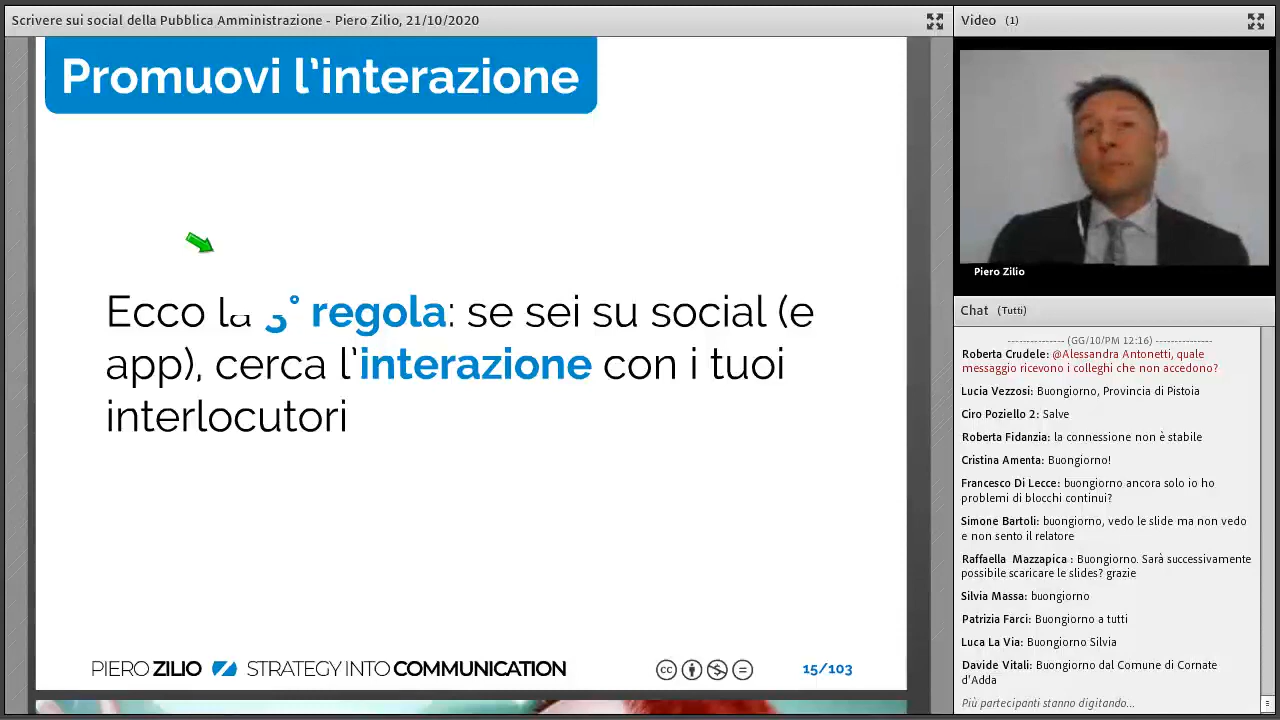 Scrivere sui social della Pubblica Amministrazione - Piero Zilio, 21/10/2020
Promuovi l'interazione
Ecco la 3° regola: se sei su social (e
app), cerca l'interazione con i tuoi
interlocutori
PIERO ZILIO STRATEGY INTO COMMUNICATION
cc
15/103
Video (1)
Piero Zilio
Chat (Tutti)
--------------- (GG/10/PM 12:16) ---------------
Roberta Crudele: @Alessandra Antonetti, quale
messaggio ricevono i colleghi che non accedono?
Lucia Vezzosi: Buongiorno, Provincia di Pistoia
Ciro Poziello 2: Salve
Roberta Fidanzia: la connessione non è stabile
Cristina Amenta: Buongiorno!
Francesco Di Lecce: buongiorno ancora solo io ho
problemi di blocchi continui?
Simone Bartoli: buongiorno, vedo le slide ma non vedo
e non sento il relatore
Raffaella Mazzapica : Buongiorno. Sarà successivamente
possibile scaricare le slides? grazie
Silvia Massa: buongiorno
Patrizia Farci: Buongiorno a tutti
Luca La Via: Buongiorno Silvia
Davide Vitali: Buongiorno dal Comune di Cornate
d'Adda
Più partecipanti stanno digitando...